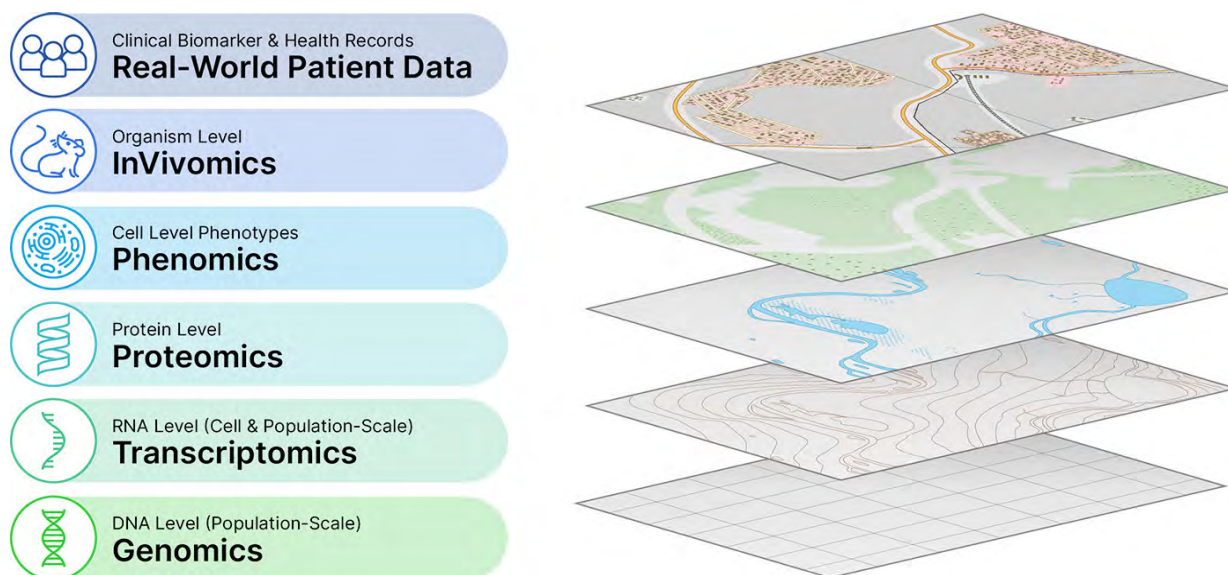 Clinical Biomarker & Health Records
Real-World Patient Data
Organism Level
InVivomics
Cell Level Phenotypes
Phenomics
Protein Level
Proteomics
RNA Level (Cell & Population-Scale)
Transcriptomics
DNA Level (Population-Scale)
Genomics